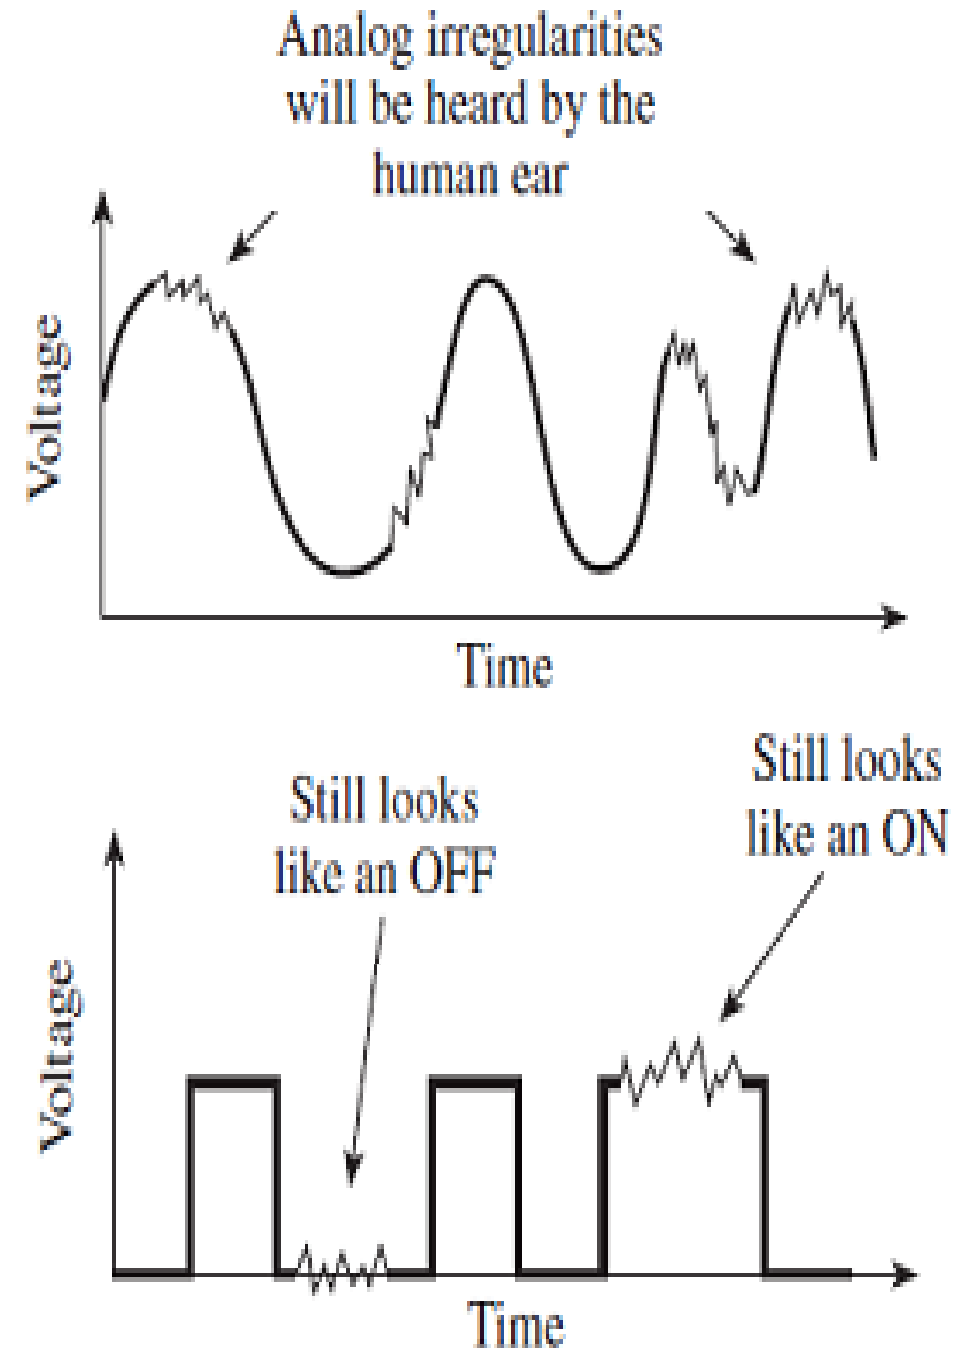 Analog irregularities
will be heard by the
human ear
Voltage
Time
Still looks
like an OFF
Still looks
like an ON
Voltage
Time